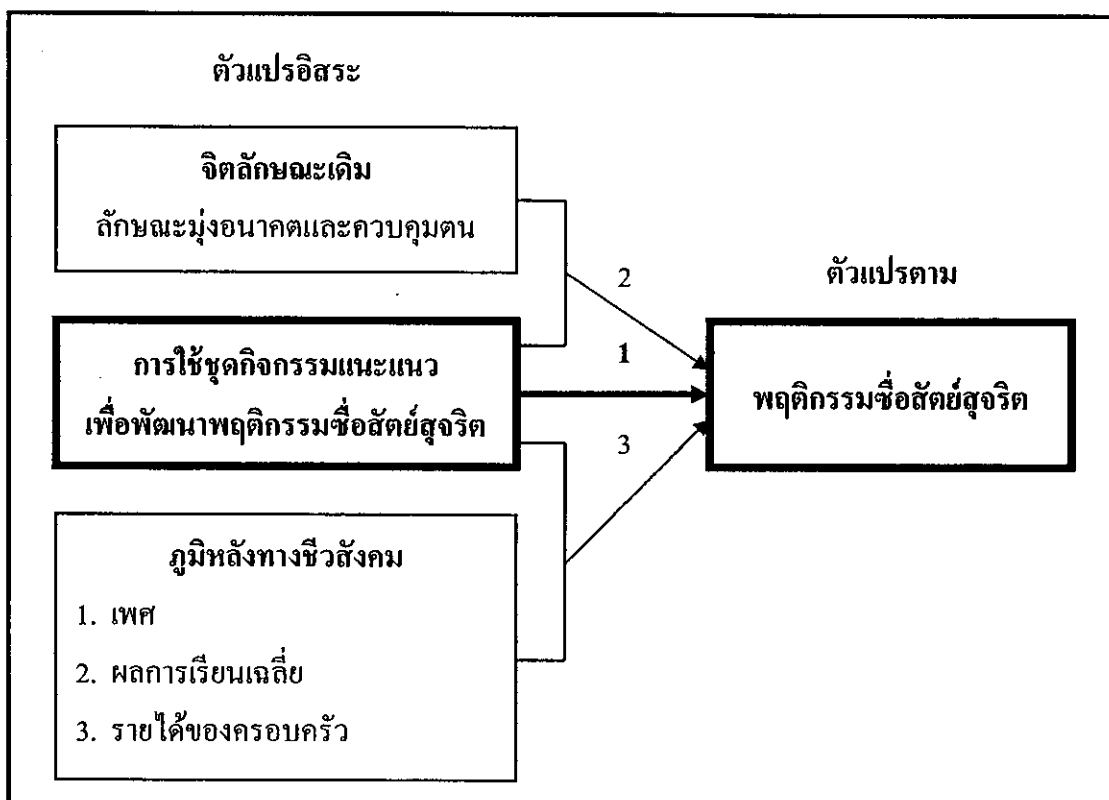 ตัวแปรอิสระ
จิตลักษณะเดิม
ลักษณะมุ่งอนาคตและควบคุมตน
2
ตัวแปรตาม
การใช้ชุดกิจกรรมแนะแนว
เพื่อพัฒนาพฤติกรรมซื่อสัตย์สุจริต
1
พฤติกรรมซื่อสัตย์สุจริต
3
ภูมิหลังทางชีวสังคม
1. เพศ
2. ผลการเรียนเฉลี่ย
3. รายได้ของครอบครัว